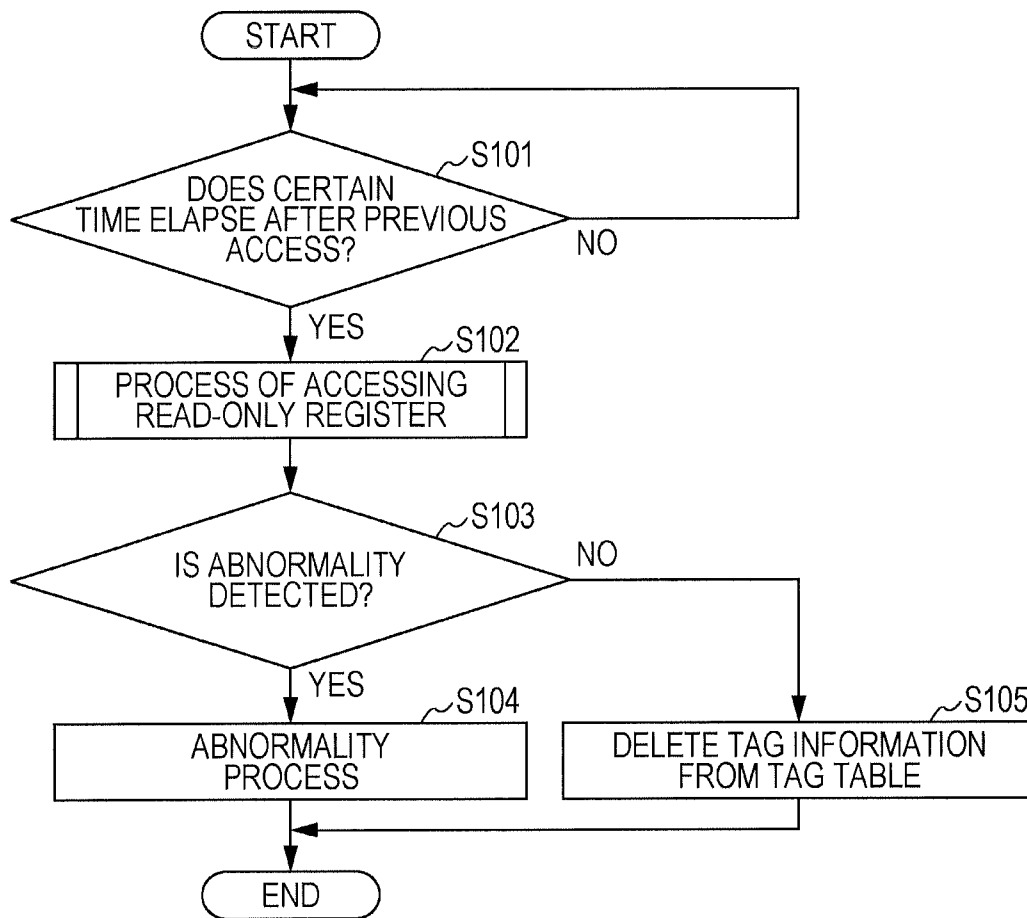 START
S101
DOES CERTAIN
TIME ELAPSE AFTER PREVIOUS
ACCESS?
NO
YES
S102
PROCESS OF ACCESSING
READ-ONLY REGISTER
S103
NO
IS ABNORMALITY
DETECTED?
YES
S104
S105
ABNORMALITY
PROCESS
DELETE TAG INFORMATION
FROM TAG TABLE
END